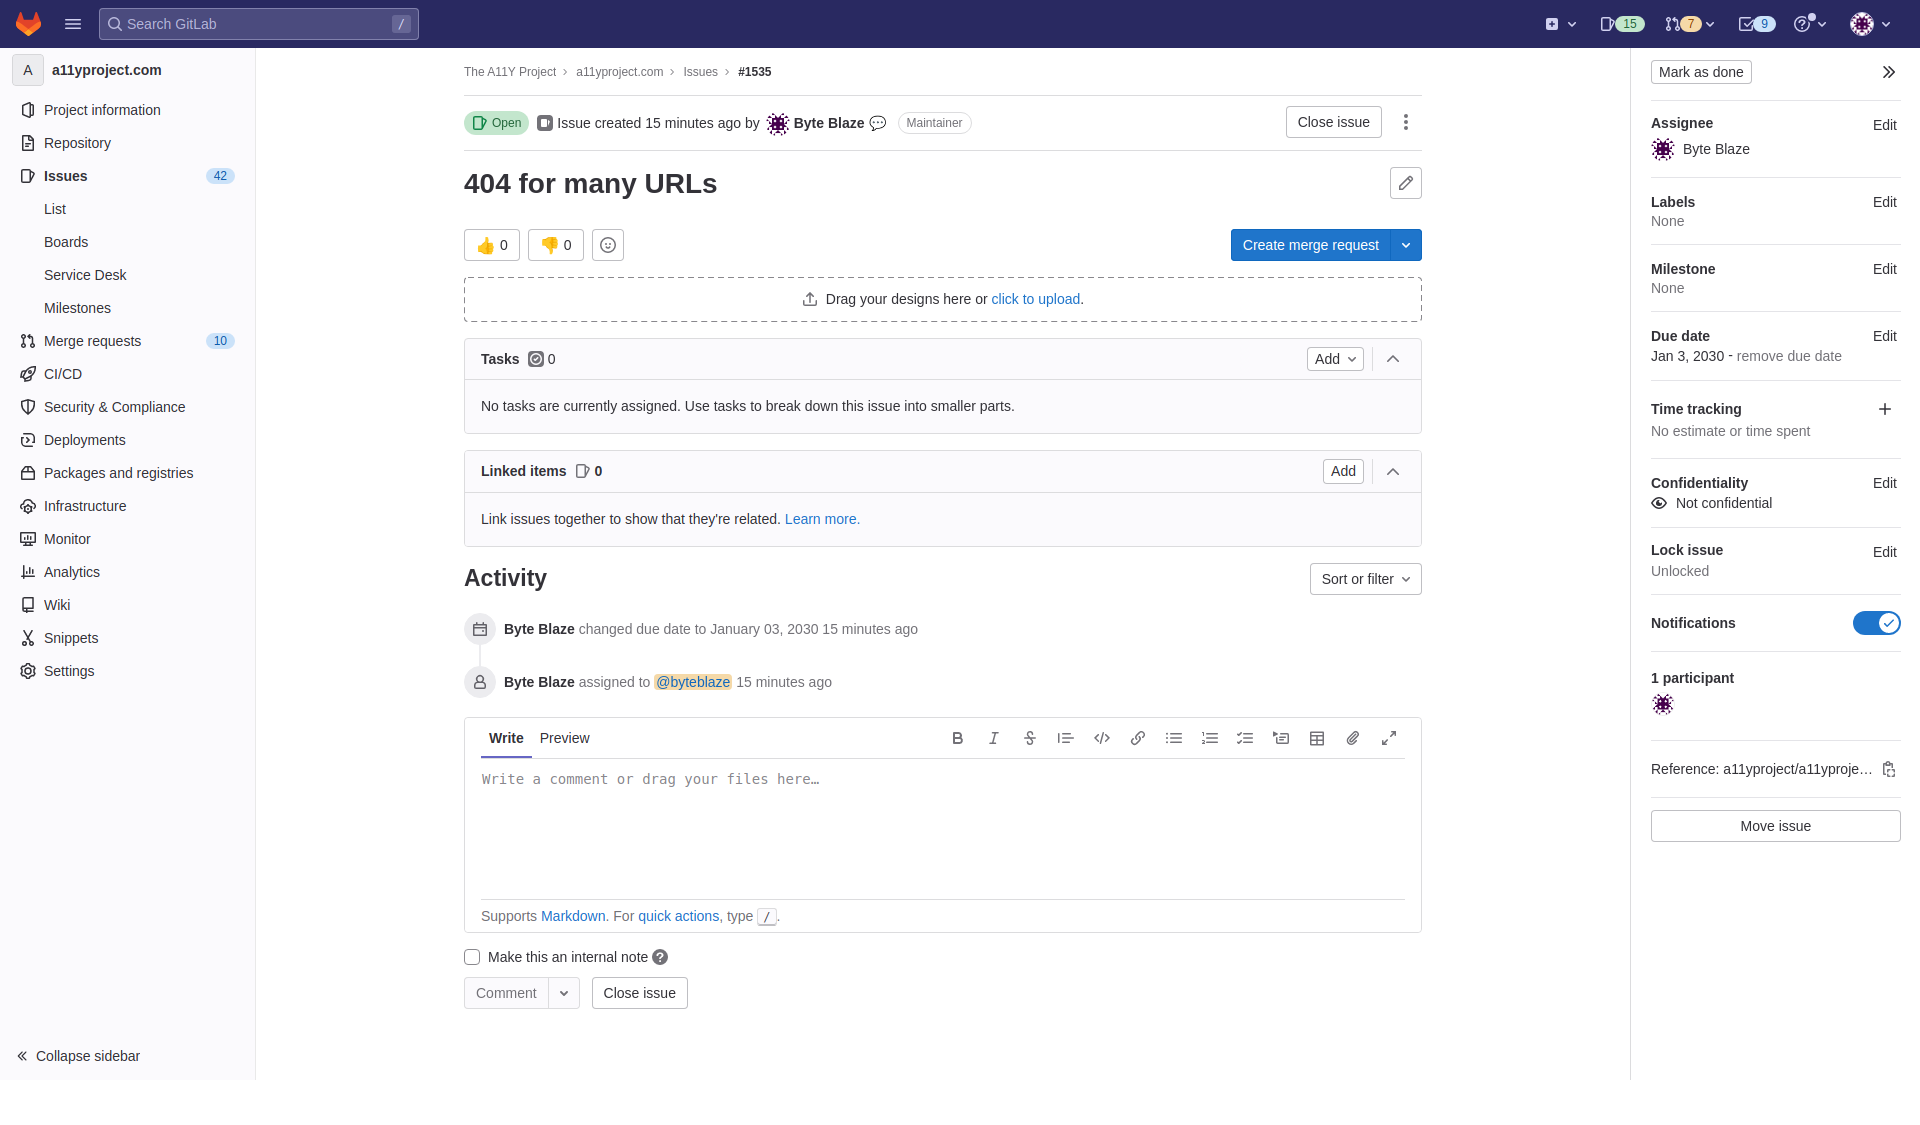 Search GitLab
/
15
7
9
A
a11yproject.com
Project information
Repository
Issues
42
List
Boards
Service Desk
Milestones
Merge requests
10
CI/CD
Security & Compliance
Deployments
Packages and registries
Infrastructure
Monitor
Analytics
Wiki
Snippets
Settings
Collapse sidebar
The A11Y Project
a11yproject.com
Issues
#1535
Open
Issue created 15 minutes ago by
Byte Blaze
Maintainer
Close issue
404 for many URLs
0
0
Create merge request
Drag your designs here or click to upload.
Tasks
0
Add
No tasks are currently assigned. Use tasks to break down this issue into smaller parts.
Linked items
0
Add
Link issues together to show that they're related. Learn more.
Activity
Sort or filter
Byte Blaze changed due date to January 03, 2030 15 minutes ago
Byte Blaze assigned to @byteblaze 15 minutes ago
Write
Preview
Write a comment or drag your files here…
Supports Markdown. For quick actions, type /.
Make this an internal note
Comment
Close issue
Mark as done
Assignee
Edit
Byte Blaze
Labels
Edit
None
Milestone
Edit
None
Due date
Edit
Jan 3, 2030 - remove due date
Time tracking
No estimate or time spent
Confidentiality
Edit
Not confidential
Lock issue
Edit
Unlocked
Notifications
1 participant
Reference: a11yproject/a11yproje…
Move issue